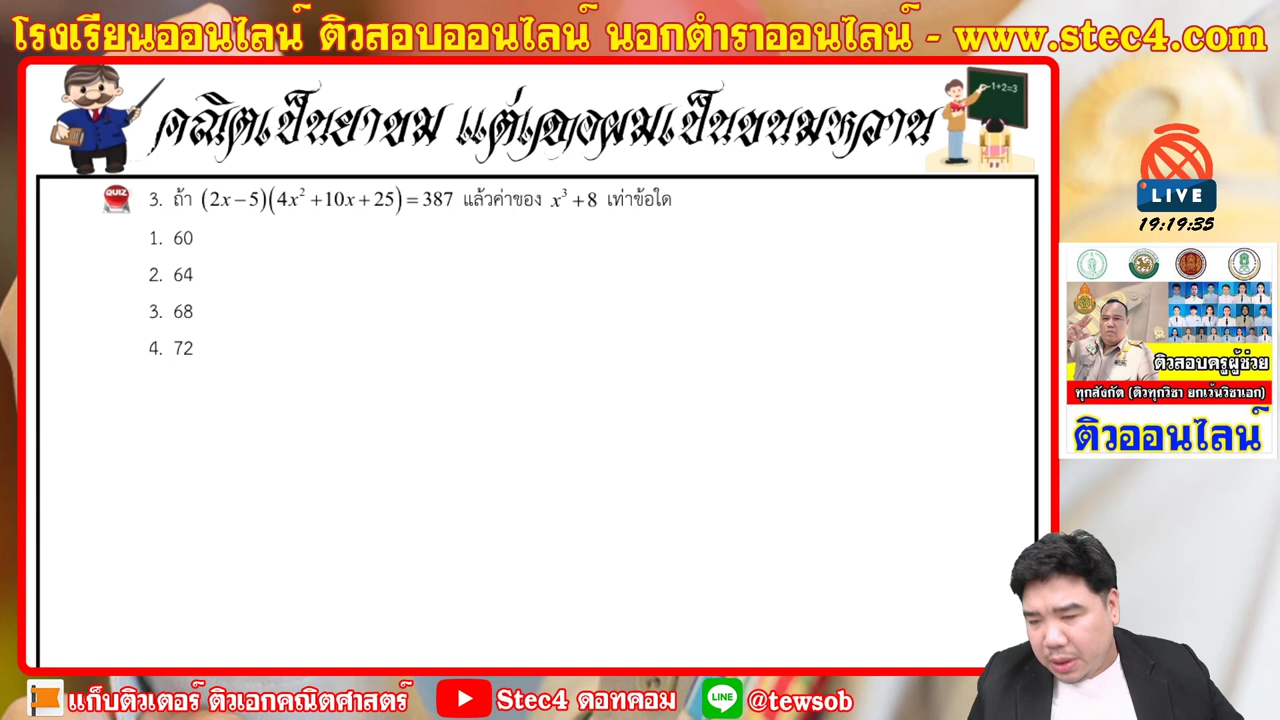 โรงเรียนออนไลน์ ติวสอบออนไลน์ นอกตำราออนไลน์ - www.stec4.com
คณิตเป็นยาขม แต่เจอผมเป็นขนมหวาน
-1+2=3
QUIZ
3. ถ้า (2x−5)(4x²+10x+25)=387 แล้วค่าของ x³+8 เท่าข้อใด
1. 60
2. 64
3. 68
4. 72
LIVE
19:19:35
ติวสอบครูผู้ช่วย
ทุกสังกัด (ติวทุกวิชา ยกเว้นวิชาเอก)
ติวออนไลน์
แก๊บติวเตอร์ ติวเอกคณิตศาสตร์
Stec4 ดอทคอม
LINE
@tewsob